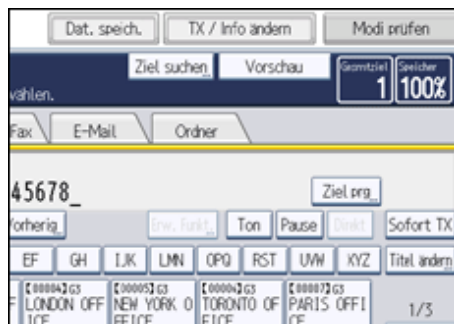 Dat. speich. TX / Info ändern Modi prüfen
Ziel suchen Vorschau Gesamtziel Speicher
wählen. 1 100%
Fax E-Mail Ordner
45678_ Ziel prg.
Vorherig. Erw. Funkt. Ton Pause Direkt Sofort TX
EF GH IJK LMN OPQ RST UVW XYZ Titel ändern
[00004]G3 [00005]G3 [00004]G3 [00007]G3
F LONDON OFF NEW YORK O TORONTO OF PARIS OFFI 1/3
ICE FFICE FICE CE